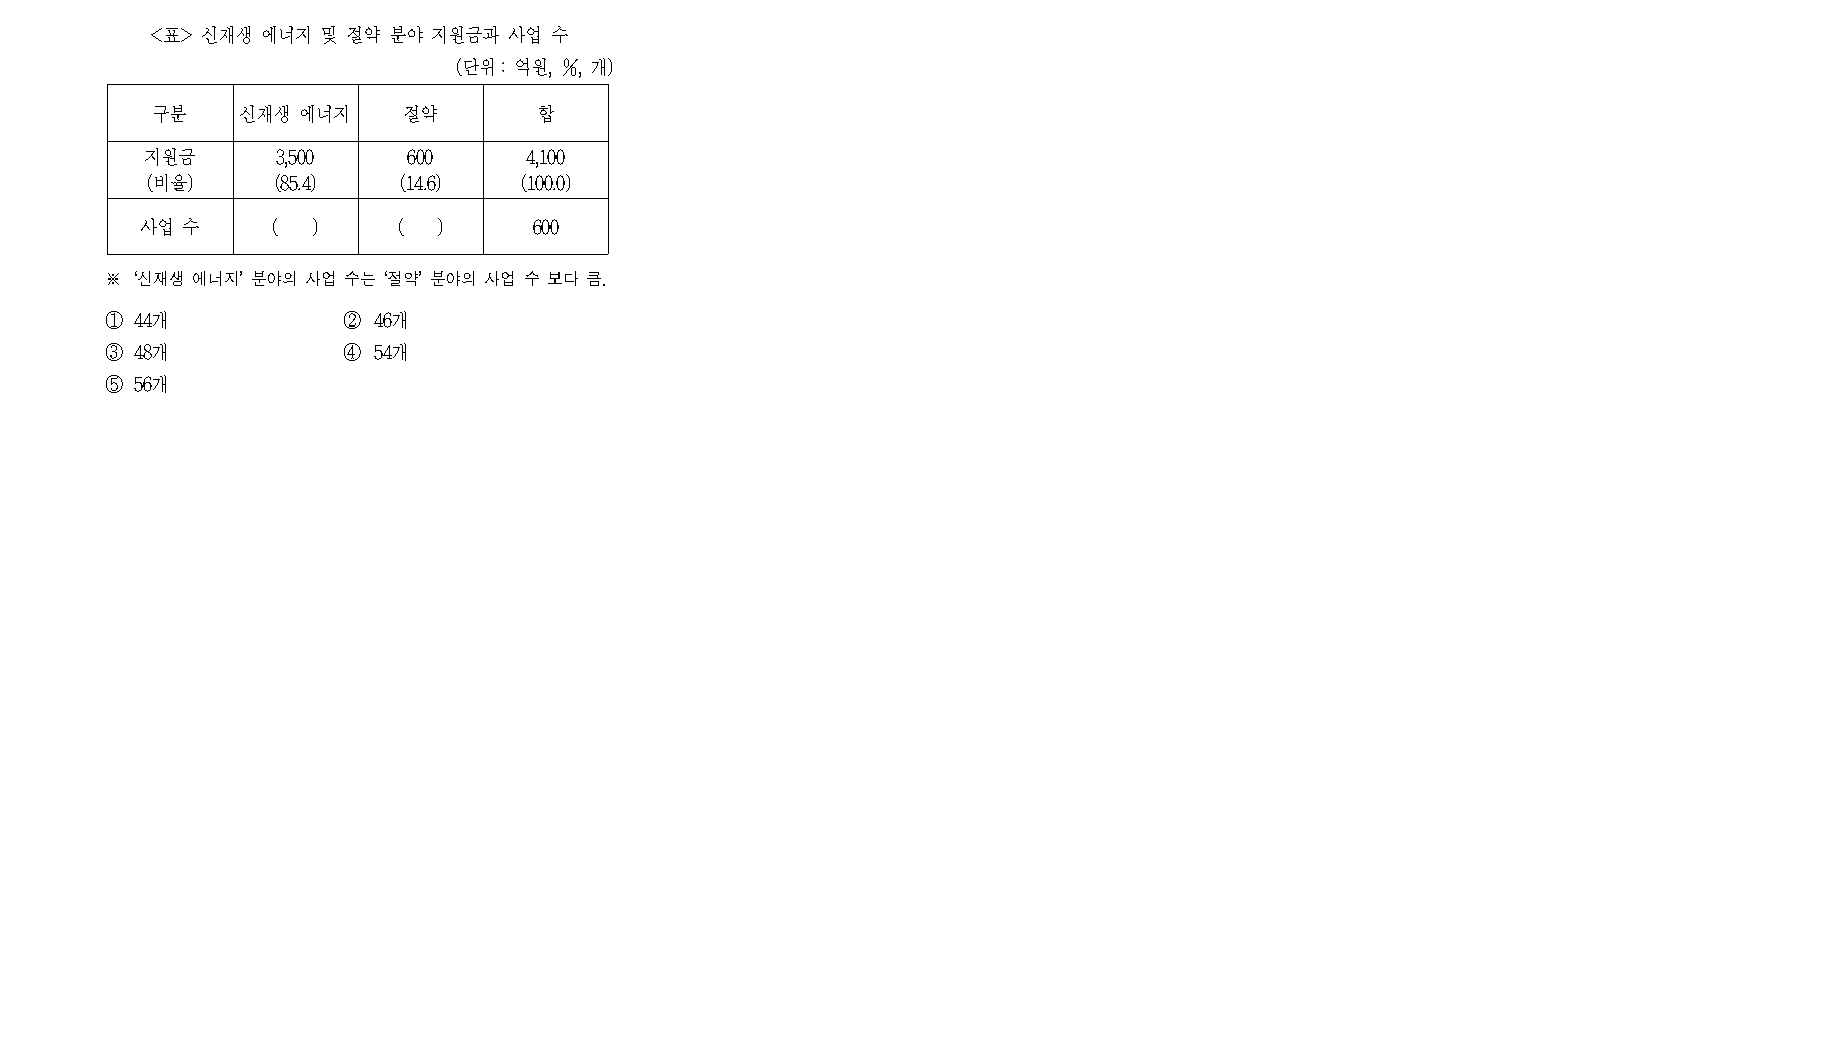 <표> 신재생 에너지 및 절약 분야 지원금과 사업 수
(단위 : 억원, %, 개)
구분 신재생 에너지 절약 합
지원금 3,500 600 4,100
(비율) (85.4) (14.6) (100.0)
사업 수 (    ) (    ) 600
※ ‘신재생 에너지’ 분야의 사업 수는 ‘절약’ 분야의 사업 수 보다 큼.
① 44개 ② 46개
③ 48개 ④ 54개
⑤ 56개